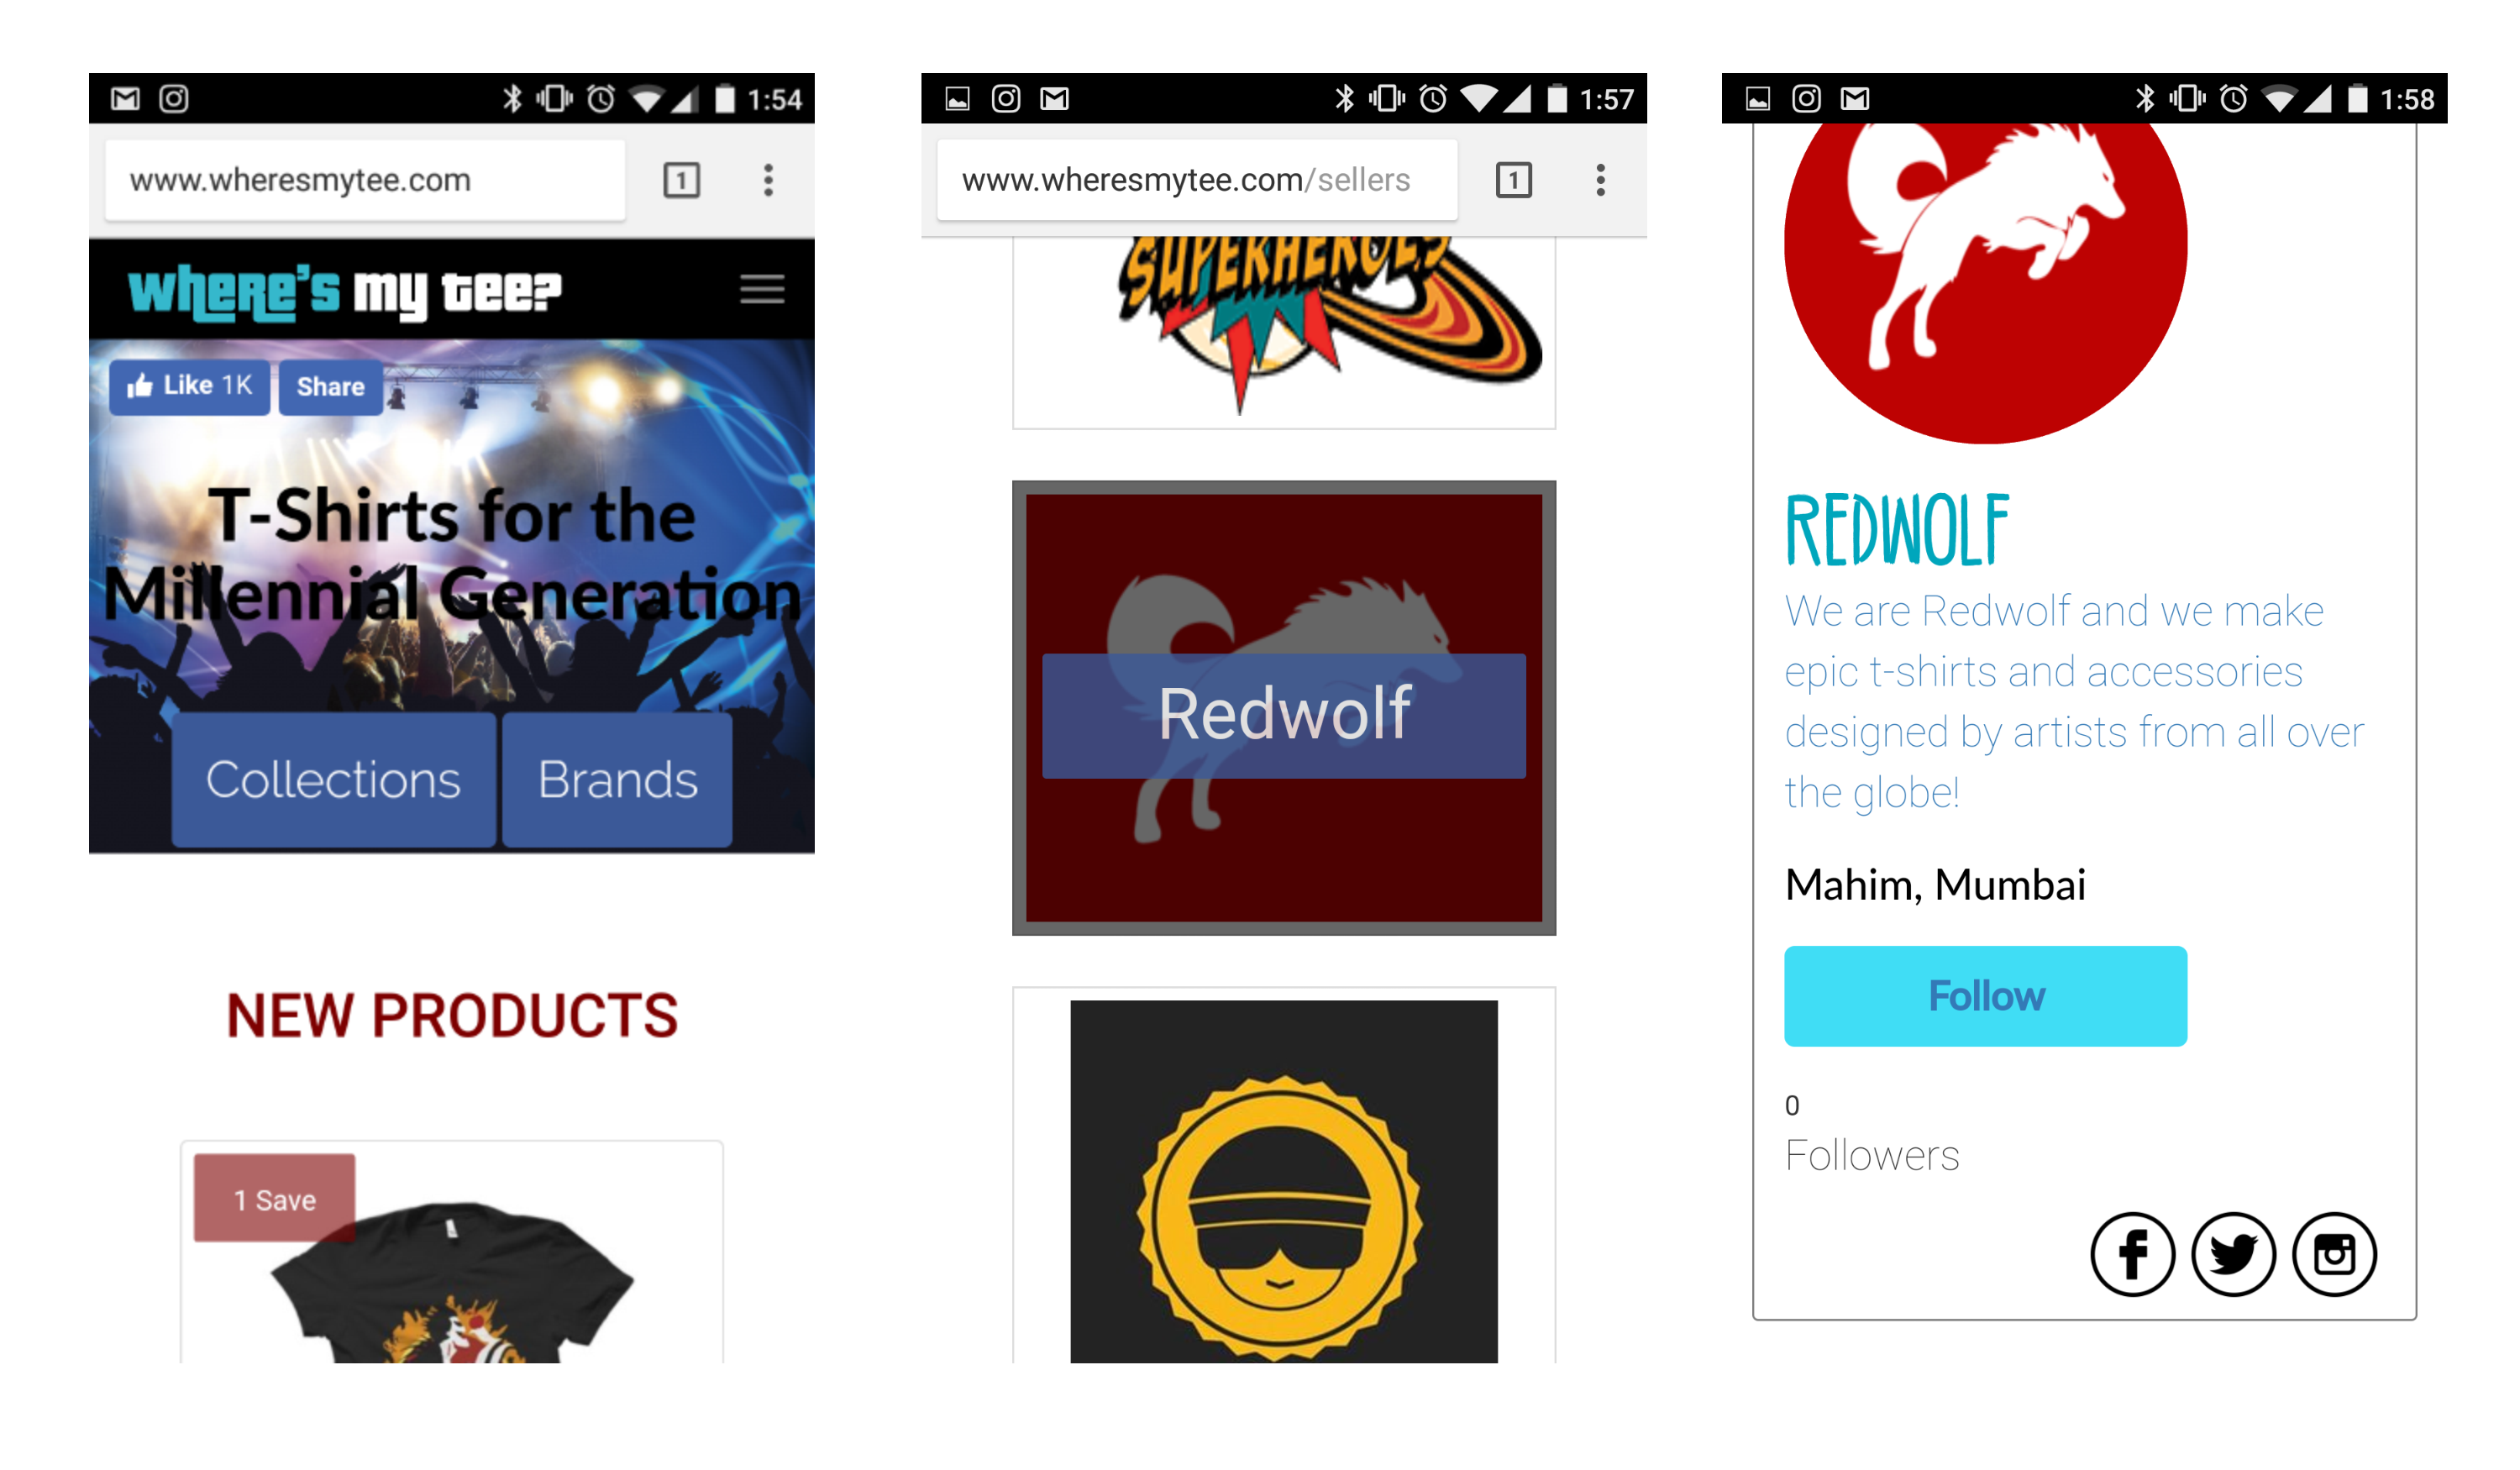 1:54
www.wheresmytee.com
1
where's my tee?
Like 1K
Share
T-Shirts for the
Millennial Generation
Collections
Brands
NEW PRODUCTS
1 Save
1:57
www.wheresmytee.com/sellers
1
SUPERHEROES
Redwolf
1:58
REDWOLF
We are Redwolf and we make
epic t-shirts and accessories
designed by artists from all over
the globe!
Mahim, Mumbai
Follow
0
Followers